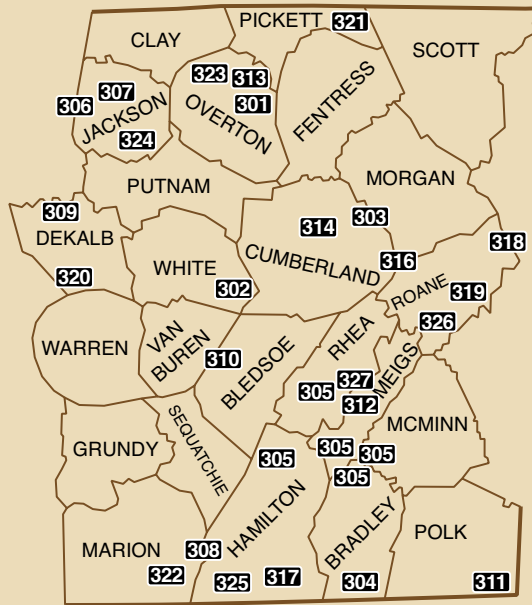 PICKETT 321
CLAY
SCOTT
323 313
307
306
301
JACKSON
OVERTON
FENTRESS
324
PUTNAM
MORGAN
309
303
314
DEKALB
318
CUMBERLAND
316
WHITE
320
302
ROANE 319
326
WARREN
VAN
BUREN
310
BLEDSOE
RHEA
MEIGS
327
305
312
MCMINN
SEQUATCHIE
GRUNDY
305
305
305
305
HAMILTON
BRADLEY
POLK
MARION
308
322
325
317
304
311